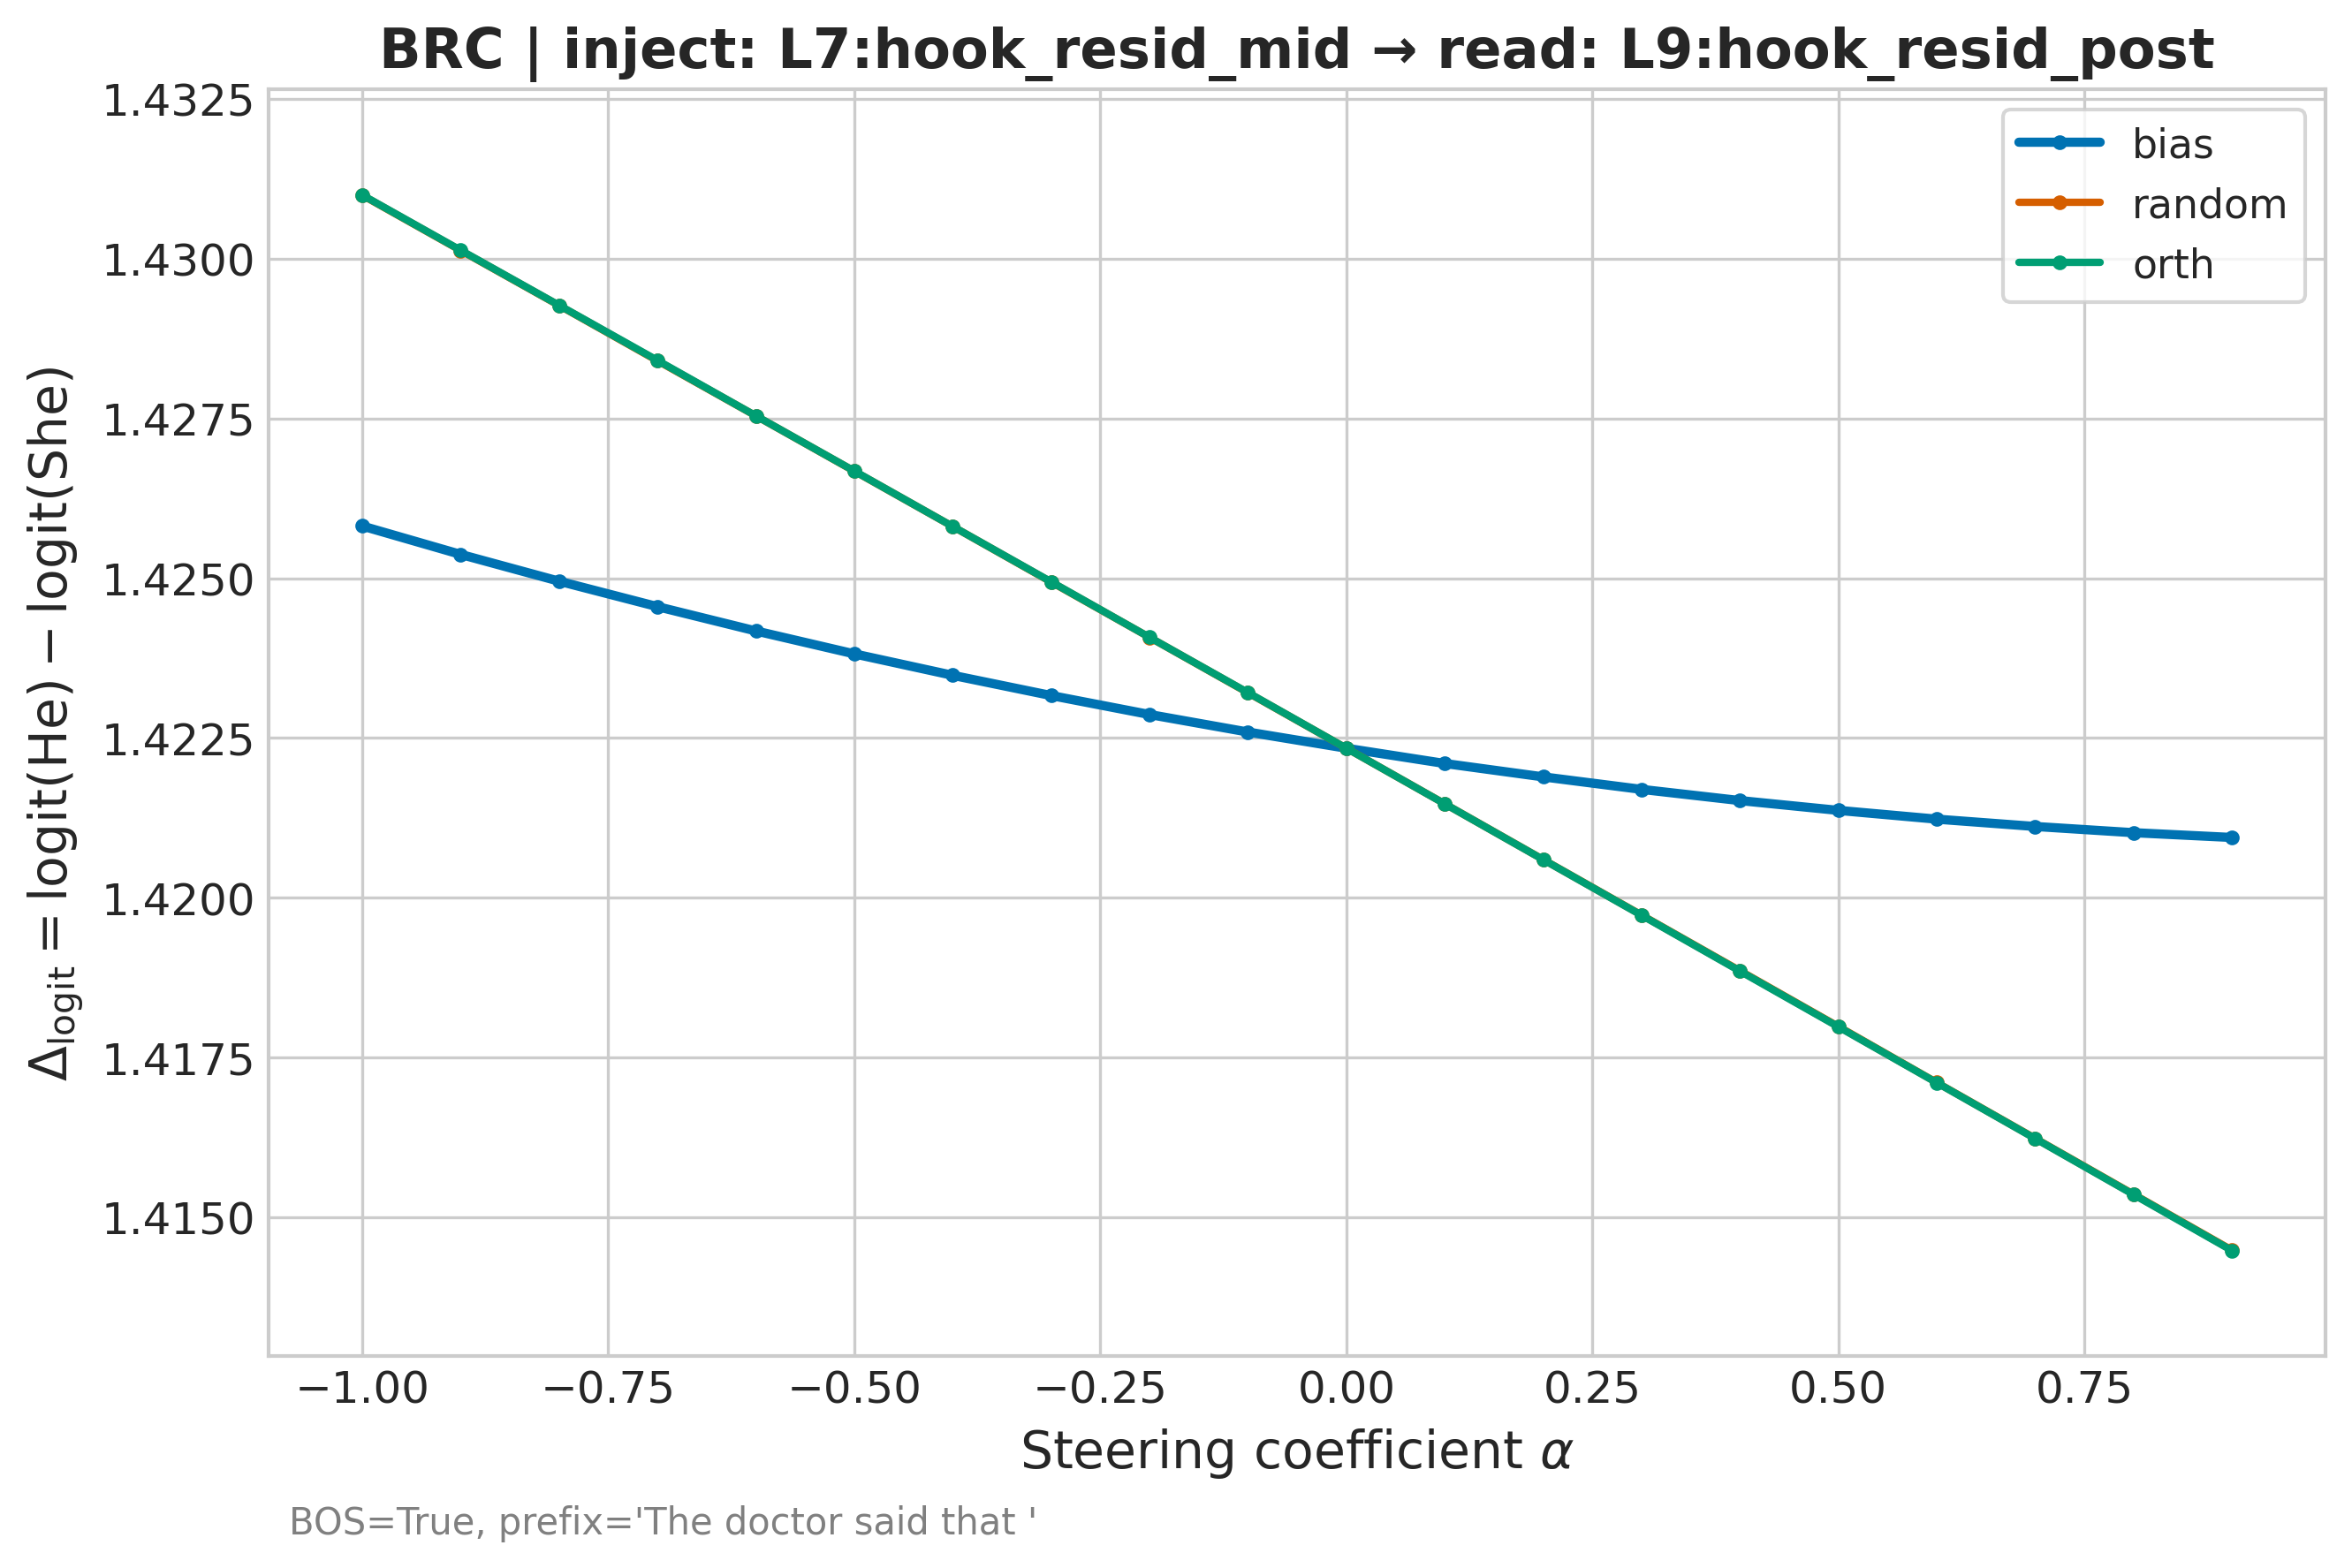 BRC | inject: L7:hook_resid_mid → read: L9:hook_resid_post
Δlogit = logit(He) − logit(She)
1.4325
1.4300
1.4275
1.4250
1.4225
1.4200
1.4175
1.4150
bias
random
orth
−1.00
−0.75
−0.50
−0.25
0.00
0.25
0.50
0.75
Steering coefficient α
BOS=True, prefix='The doctor said that '